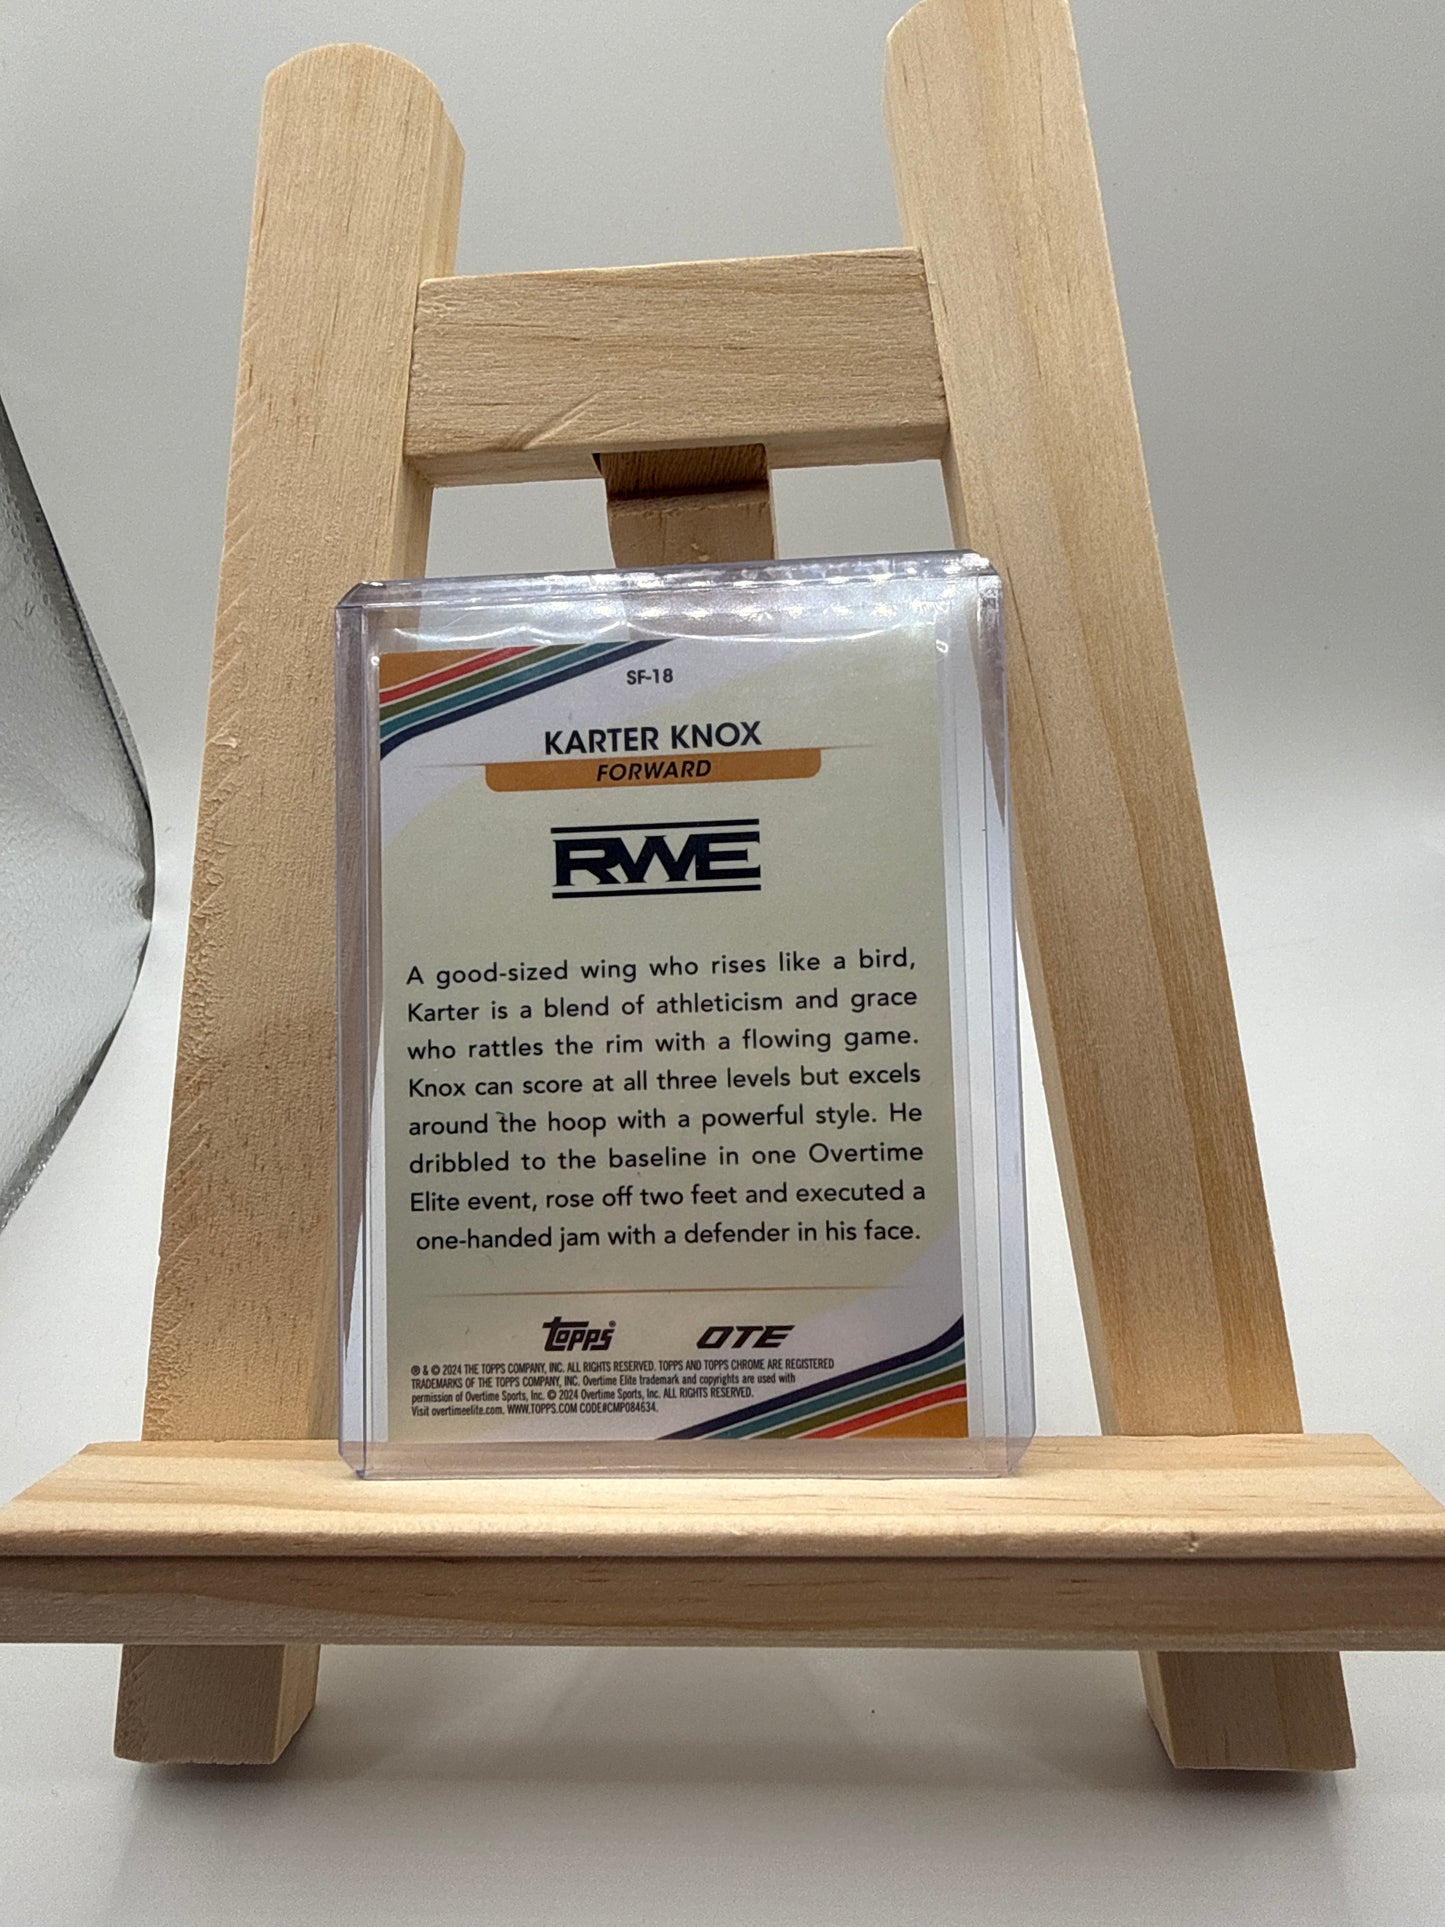 SF-18
KARTER KNOX
FORWARD
RWE
A good-sized wing who rises like a bird,
Karter is a blend of athleticism and grace
who rattles the rim with a flowing game.
Knox can score at all three levels but excels
around the hoop with a powerful style. He
dribbled to the baseline in one Overtime
Elite event, rose off two feet and executed a
one-handed jam with a defender in his face.
topps® OTE
® & © 2024 THE TOPPS COMPANY, INC. ALL RIGHTS RESERVED. TOPPS AND TOPPS CHROME ARE REGISTERED
TRADEMARKS OF THE TOPPS COMPANY, INC. Overtime Elite trademark and copyrights are used with
permission of Overtime Sports, Inc. © 2024 Overtime Sports, Inc. ALL RIGHTS RESERVED.
Visit overtimeelite.com. WWW.TOPPS.COM CODE#CMP084634.